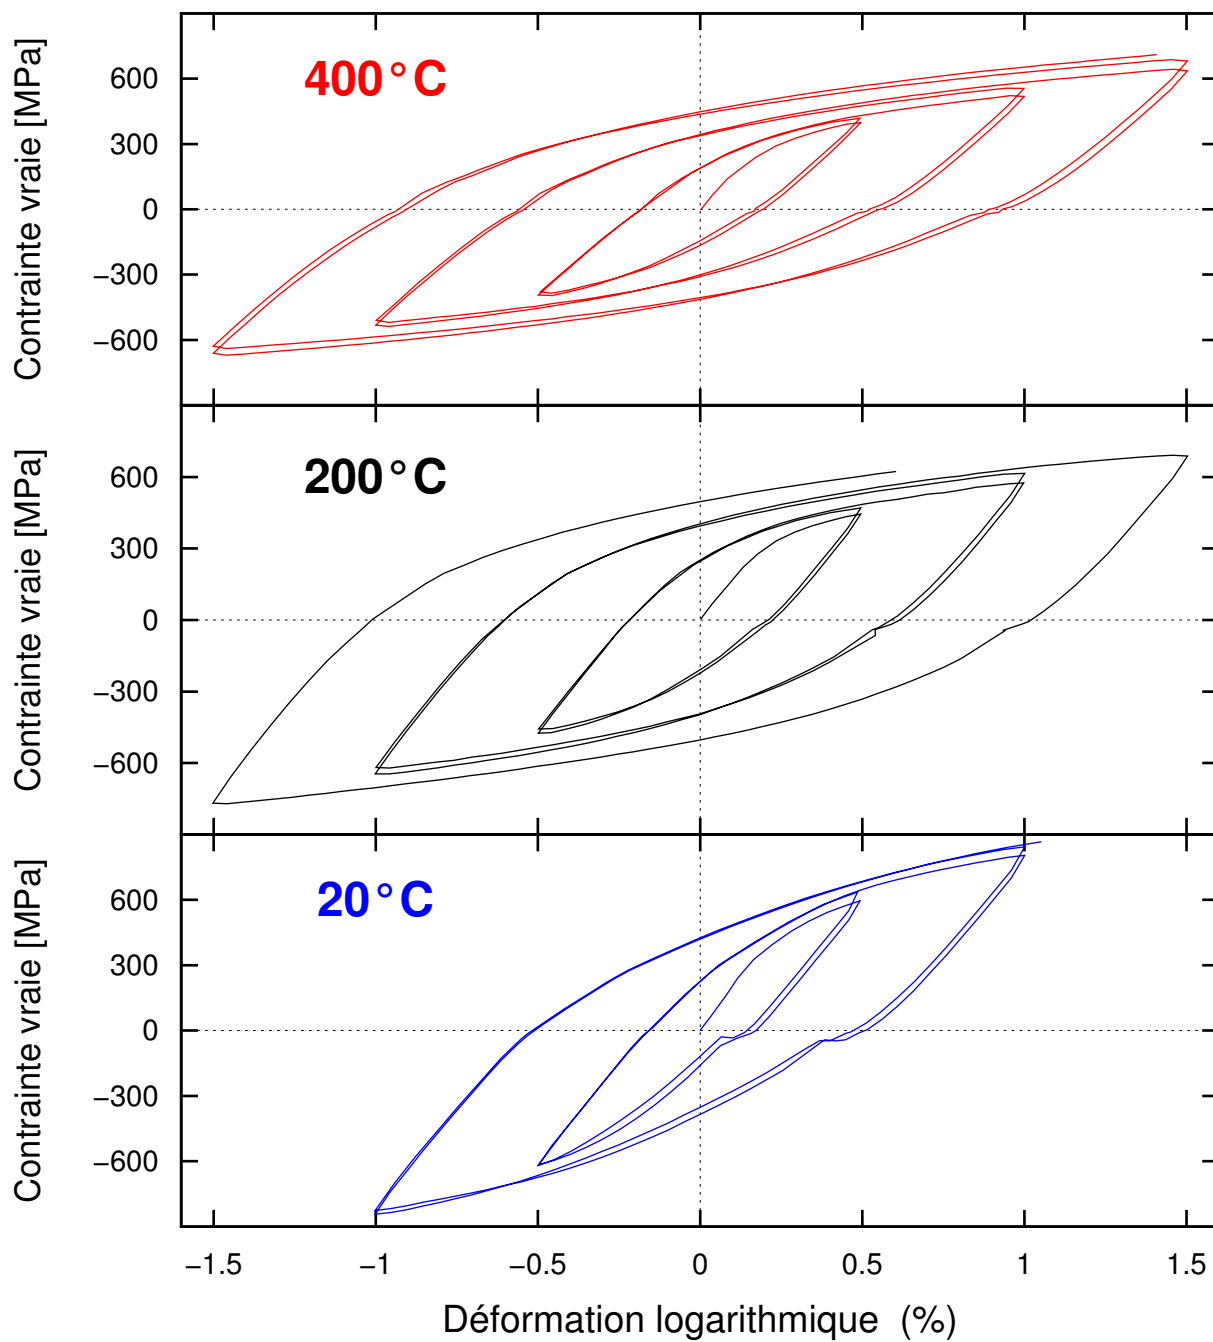 400°C
Contrainte vraie [MPa]
600
300
0
−300
−600
200°C
Contrainte vraie [MPa]
600
300
0
−300
−600
20°C
Contrainte vraie [MPa]
600
300
0
−300
−600
−1.5 −1 −0.5 0 0.5 1 1.5
Déformation logarithmique (%)